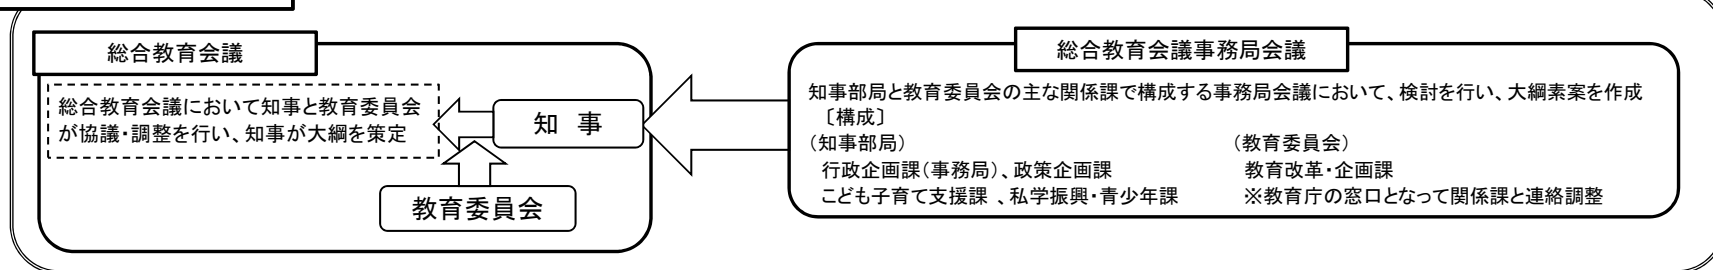 総合教育会議
総合教育会議において知事と教育委員会
が協議・調整を行い、知事が大綱を策定
知　事
教育委員会
総合教育会議事務局会議
知事部局と教育委員会の主な関係課で構成する事務局会議において、検討を行い、大綱素案を作成
〔構成〕
（知事部局）
行政企画課（事務局）、政策企画課
こども子育て支援課 、私学振興・青少年課
（教育委員会）
教育改革・企画課
※教育庁の窓口となって関係課と連絡調整